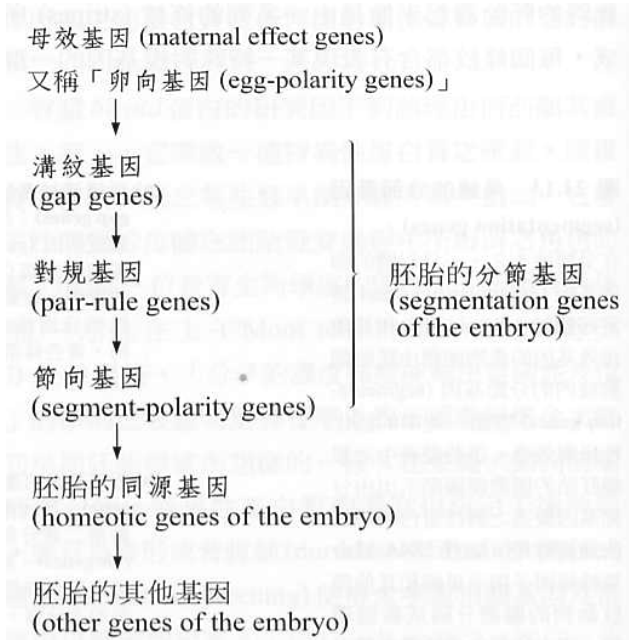 母效基因 (maternal effect genes)
又稱「卵向基因 (egg-polarity genes)」
溝紋基因
(gap genes)
對規基因
(pair-rule genes)
節向基因
(segment-polarity genes)
胚胎的分節基因
(segmentation genes
of the embryo)
胚胎的同源基因
(homeotic genes of the embryo)
胚胎的其他基因
(other genes of the embryo)